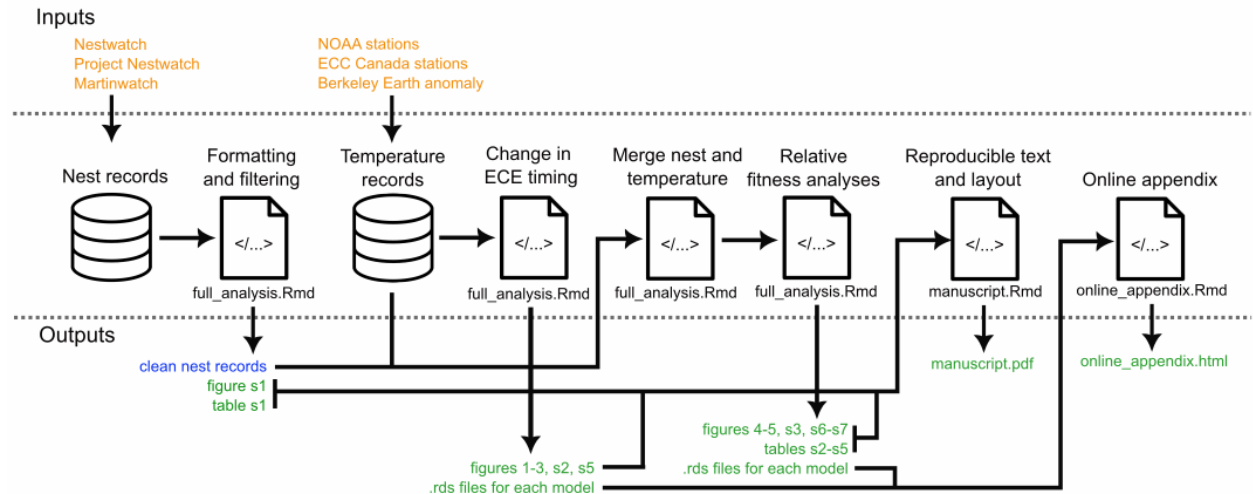 Inputs
Nestwatch
Project Nestwatch
Martinwatch
NOAA stations
ECC Canada stations
Berkeley Earth anomaly
Nest records
Formatting
and filtering
</...>
full_analysis.Rmd
Temperature
records
Change in
ECE timing
</...>
full_analysis.Rmd
Merge nest and
temperature
</...>
full_analysis.Rmd
Relative
fitness analyses
</...>
full_analysis.Rmd
Reproducible text
and layout
</...>
manuscript.Rmd
Online appendix
</...>
online_appendix.Rmd
Outputs
clean nest records
figure s1
table s1
figures 1-3, s2, s5
.rds files for each model
figures 4-5, s3, s6-s7
tables s2-s5
.rds files for each model
manuscript.pdf
online_appendix.html